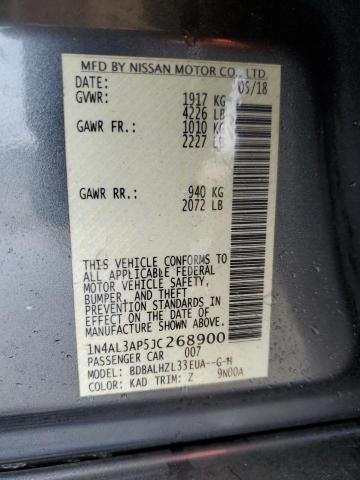 MFD BY NISSAN MOTOR CO., LTD.
DATE: 05/18
GVWR: 1917 KG
4226 LB
GAWR FR: 1010 KG
2227 LB
GAWR RR: 940 KG
2072 LB
THIS VEHICLE CONFORMS TO
ALL APPLICABLE FEDERAL
MOTOR VEHICLE SAFETY,
BUMPER, AND THEFT
PREVENTION STANDARDS IN
EFFECT ON THE DATE OF
MANUFACTURE SHOWN ABOVE.
1N4AL3AP5JC268900
PASSENGER CAR 007
MODEL: BDBALHZL33EUA--G-M
COLOR: KAD TRIM: Z 9N00A